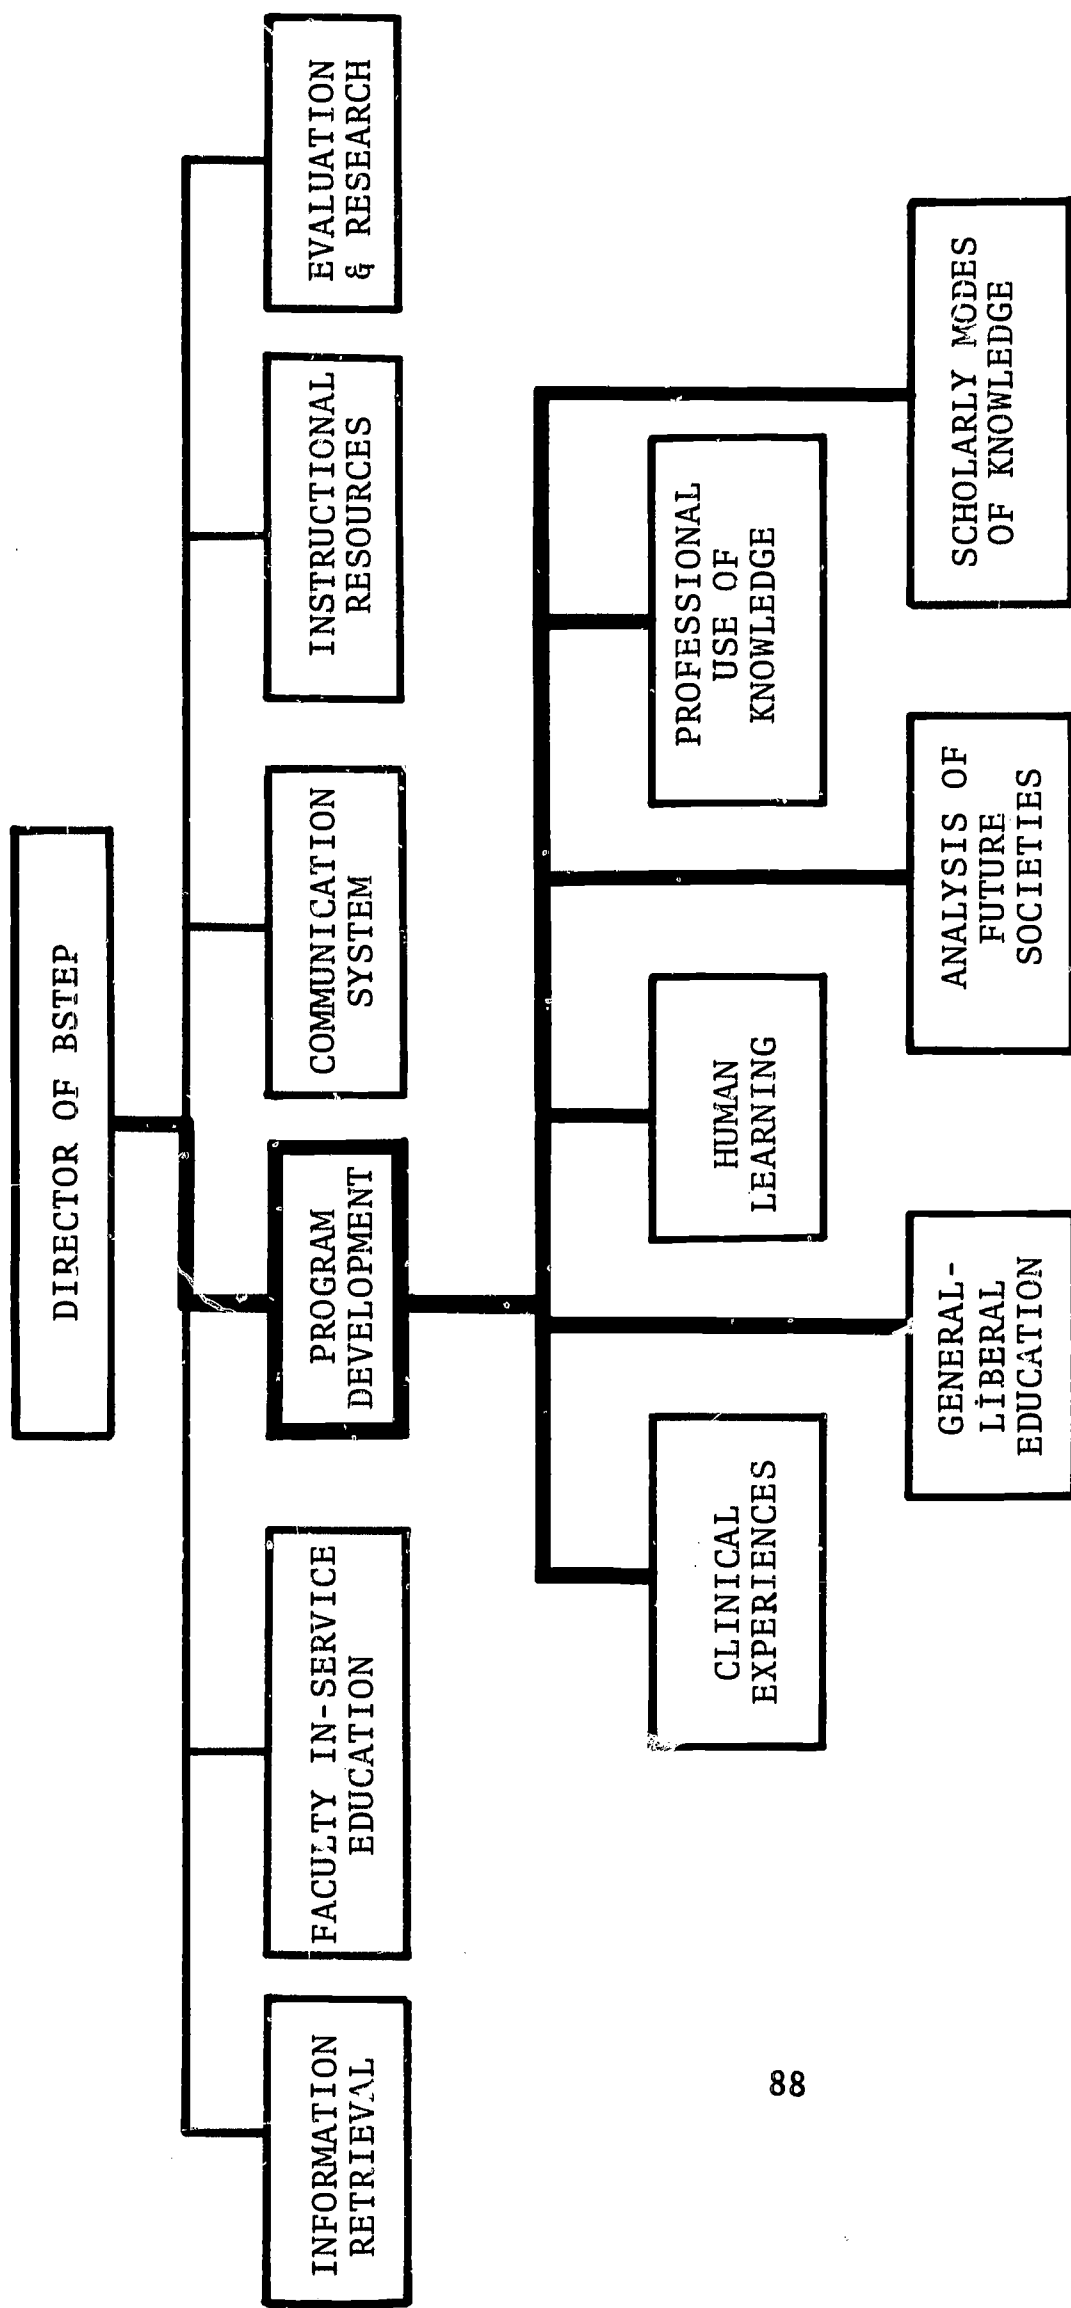 DIRECTOR OF BSTEP
INFORMATION
RETRIEVAL
FACULTY IN-SERVICE
EDUCATION
PROGRAM
DEVELOPMENT
COMMUNICATION
SYSTEM
INSTRUCTIONAL
RESOURCES
EVALUATION
& RESEARCH
CLINICAL
EXPERIENCES
HUMAN
LEARNING
PROFESSIONAL
USE OF
KNOWLEDGE
GENERAL-
LIBERAL
EDUCATION
ANALYSIS OF
FUTURE
SOCIETIES
SCHOLARLY MODES
OF KNOWLEDGE
88